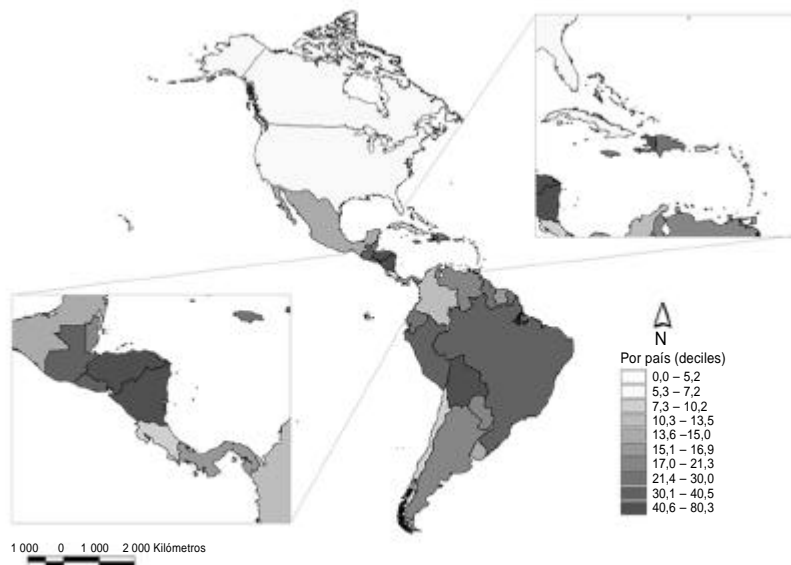 N
Por país (deciles)
0,0 – 5,2
5,3 – 7,2
7,3 – 10,2
10,3 – 13,5
13,6 –15,0
15,1 – 16,9
17,0 – 21,3
21,4 – 30,0
30,1 – 40,5
40,6 – 80,3
1 000 0 1 000 2 000 Kilómetros